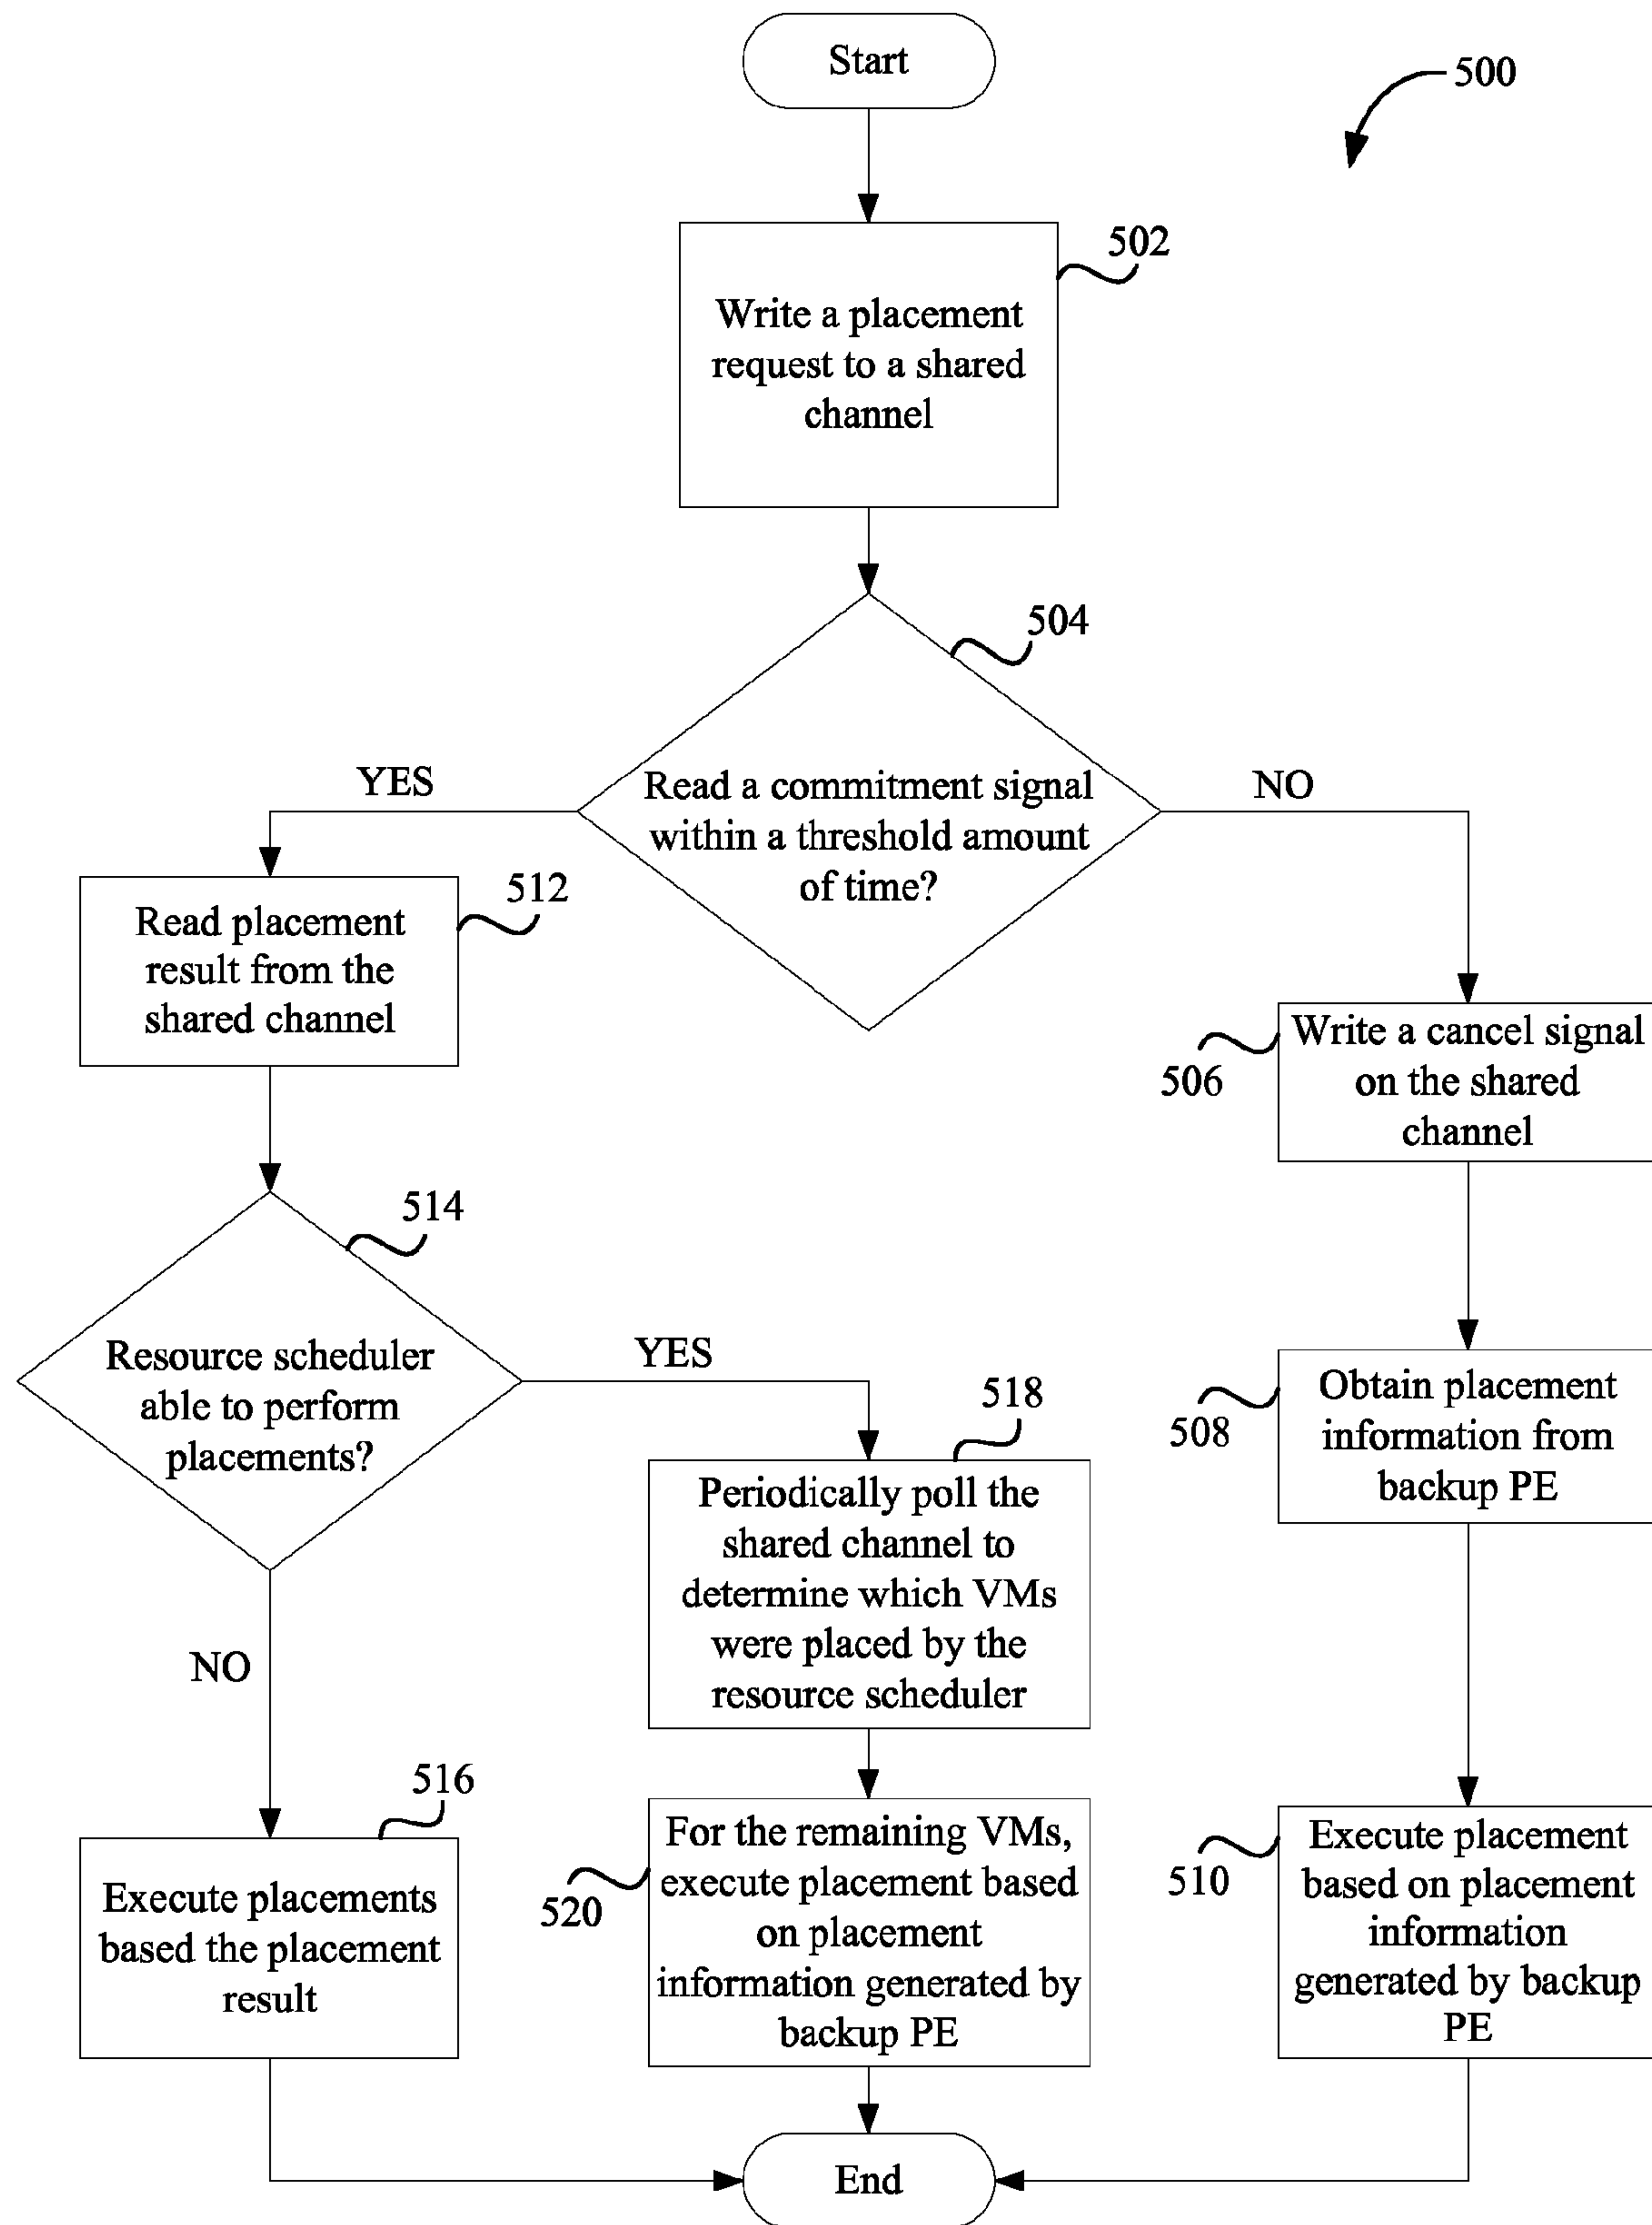 Start
500
502
Write a placement
request to a shared
channel
504
YES
NO
Read a commitment signal
within a threshold amount
of time?
512
Read placement
result from the
shared channel
Write a cancel signal
on the shared
channel
506
514
Resource scheduler
able to perform
placements?
YES
518
Obtain placement
information from
backup PE
508
Periodically poll the
shared channel to
determine which VMs
were placed by the
resource scheduler
NO
516
Execute placements
based the placement
result
For the remaining VMs,
execute placement based
on placement
information generated by
backup PE
520
Execute placement
based on placement
information
generated by backup
PE
510
End